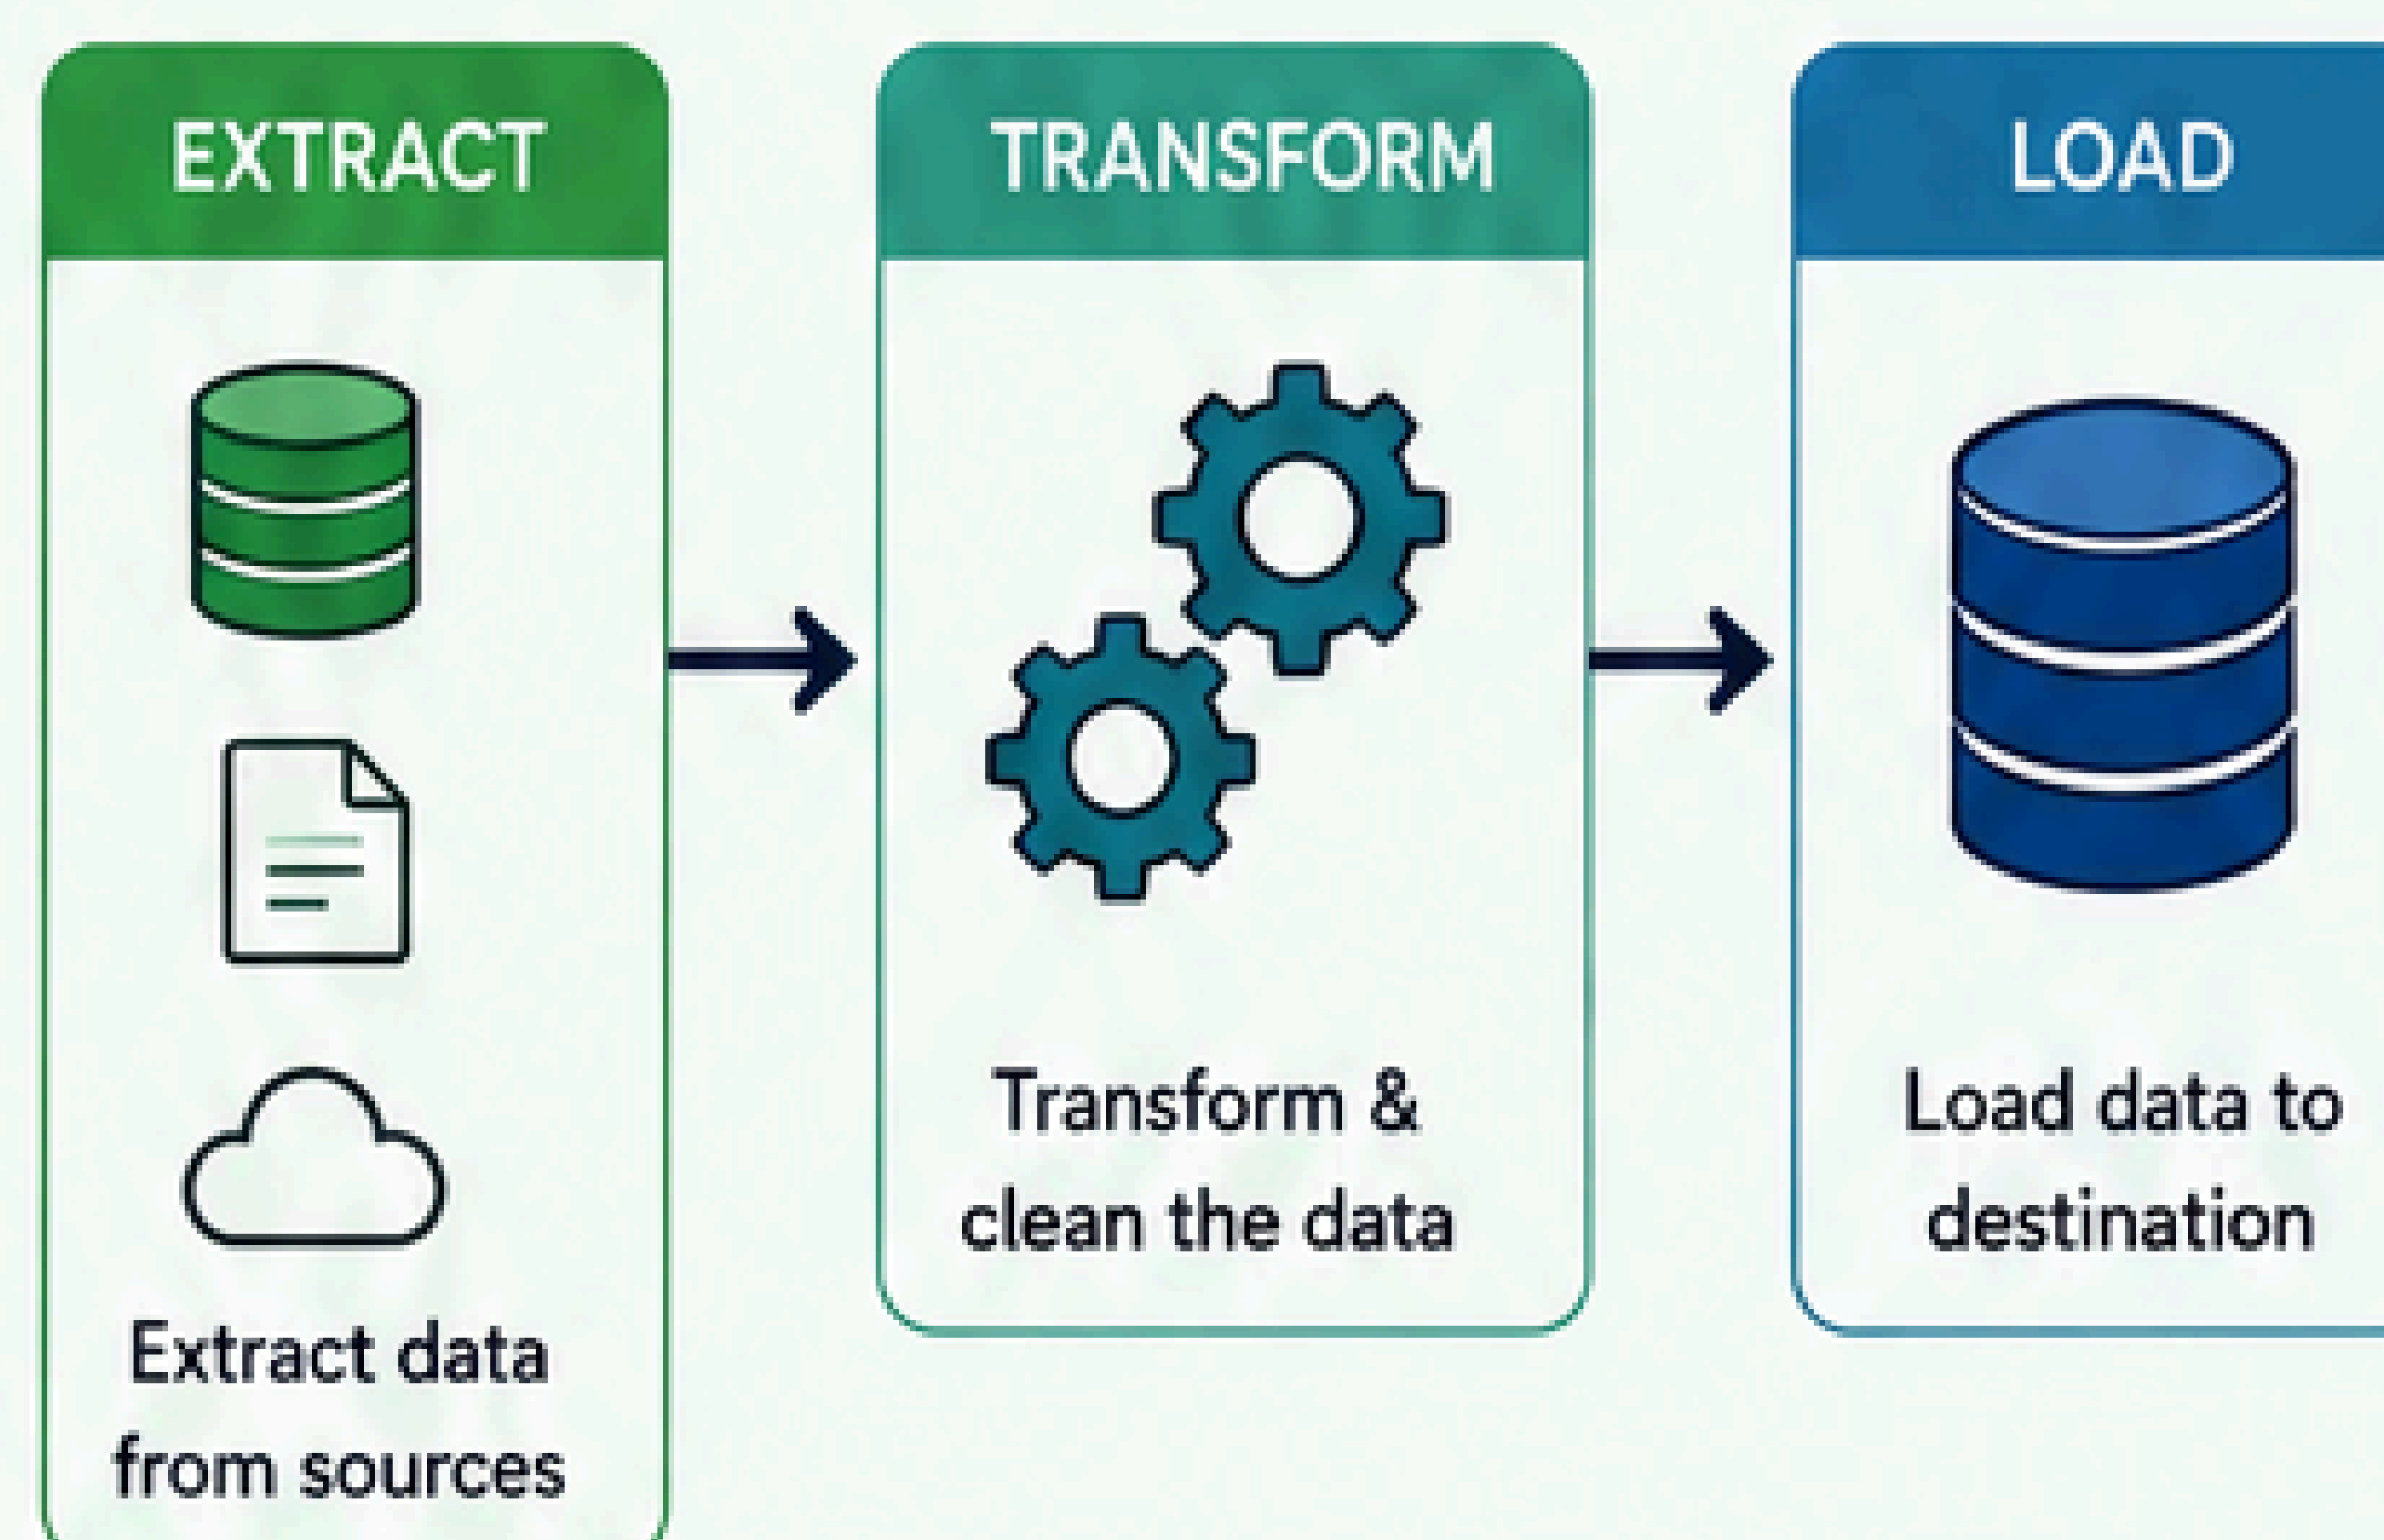 EXTRACT
Extract data
from sources
TRANSFORM
Transform &
clean the data
LOAD
Load data to
destination